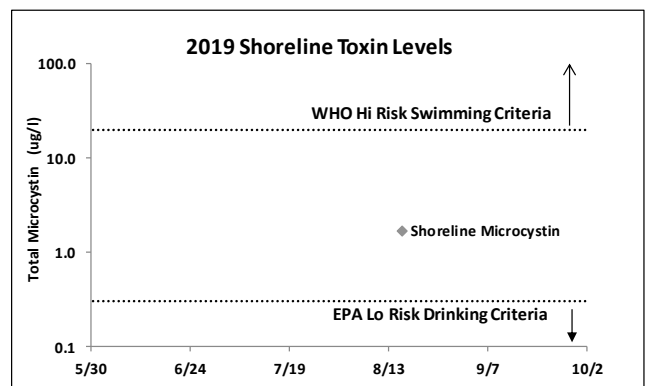 2019 Shoreline Toxin Levels
100.0
WHO Hi Risk Swimming Criteria
10.0
Total Microcystin (ug/l)
Shoreline Microcystin
1.0
EPA Lo Risk Drinking Criteria
0.1
5/30 6/24 7/19 8/13 9/7 10/2